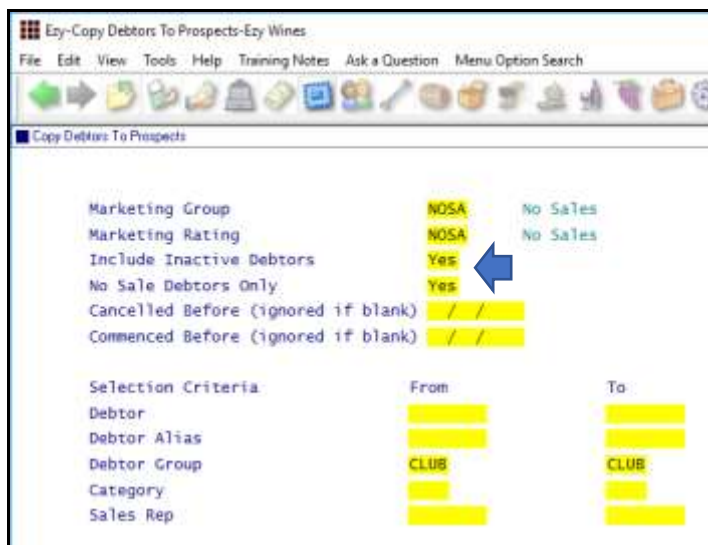 Ezy-Copy Debtors To Prospects-Ezy Wines
File Edit View Tools Help Training Notes Ask a Question Menu Option Search
Copy Debtors To Prospects
Marketing Group NOSA No Sales
Marketing Rating NOSA No Sales
Include Inactive Debtors Yes
No Sale Debtors Only Yes
Cancelled Before (ignored if blank) / /
Commenced Before (ignored if blank) / /
Selection Criteria From To
Debtor
Debtor Alias
Debtor Group CLUB CLUB
Category
Sales Rep